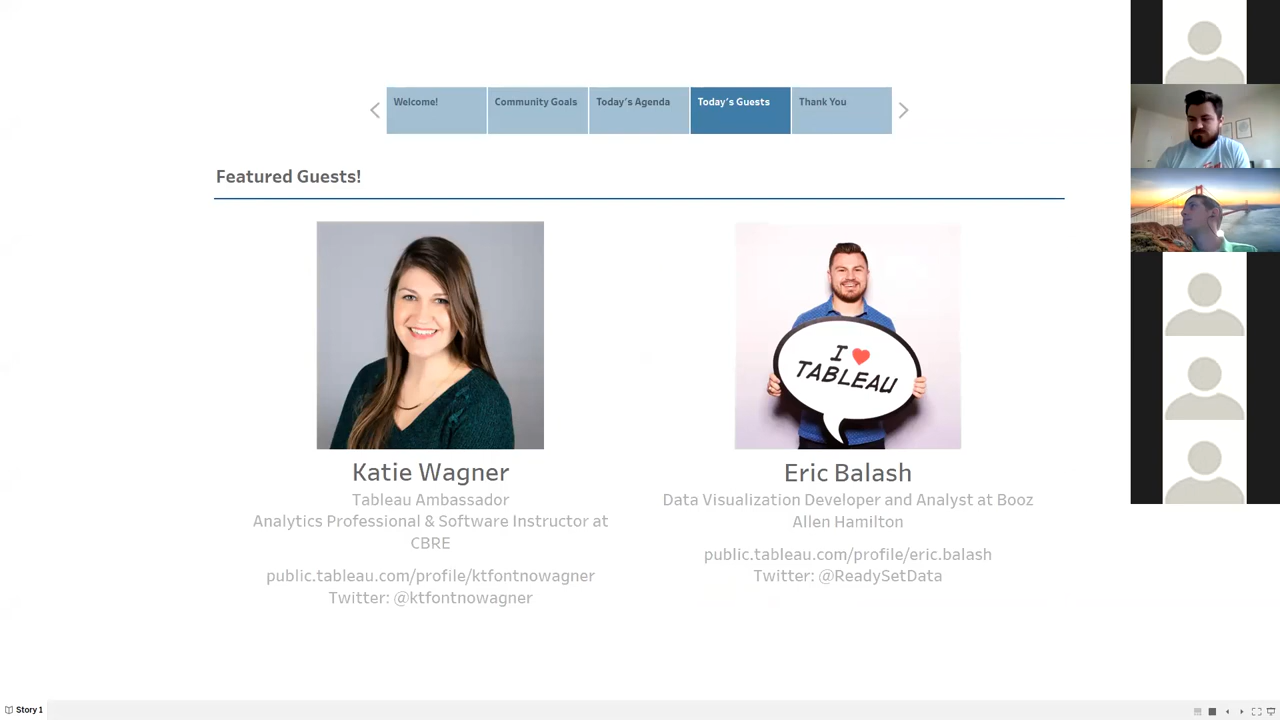 Welcome!
Community Goals
Today's Agenda
Today's Guests
Thank You
Featured Guests!
I ❤
TABLEAU
Katie Wagner
Tableau Ambassador
Analytics Professional & Software Instructor at
CBRE
public.tableau.com/profile/ktfontnowagner
Twitter: @ktfontnowagner
Eric Balash
Data Visualization Developer and Analyst at Booz
Allen Hamilton
public.tableau.com/profile/eric.balash
Twitter: @ReadySetData
Story 1